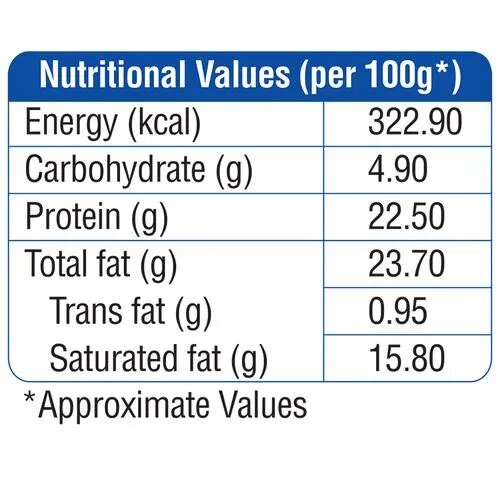 Nutritional Values (per 100g*)
Energy (kcal) 322.90
Carbohydrate (g) 4.90
Protein (g) 22.50
Total fat (g) 23.70
Trans fat (g) 0.95
Saturated fat (g) 15.80
*Approximate Values